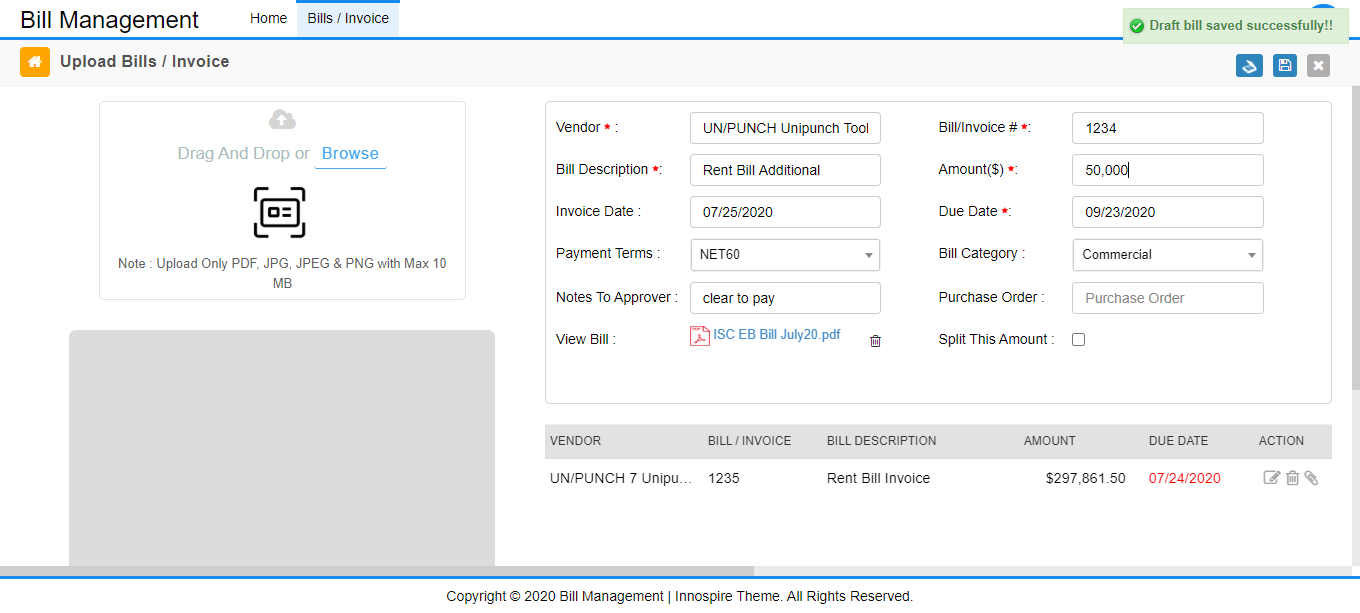 Bill Management
Home
Bills / Invoice
Draft bill saved successfully!!
Upload Bills / Invoice
Drag And Drop or Browse
Note : Upload Only PDF, JPG, JPEG & PNG with Max 10
MB
Vendor * : UN/PUNCH Unipunch Tool
Bill/Invoice # *: 1234
Bill Description *: Rent Bill Additional
Amount($) *: 50,000
Invoice Date : 07/25/2020
Due Date *: 09/23/2020
Payment Terms : NET60
Bill Category : Commercial
Notes To Approver : clear to pay
Purchase Order : Purchase Order
View Bill : ISC EB Bill July20.pdf
Split This Amount :
VENDOR BILL / INVOICE BILL DESCRIPTION AMOUNT DUE DATE ACTION
UN/PUNCH 7 Unipu... 1235 Rent Bill Invoice $297,861.50 07/24/2020
Copyright © 2020 Bill Management | Innospire Theme. All Rights Reserved.